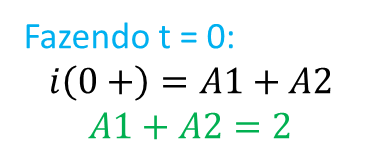 Fazendo t = 0:
i(0 +) = A1 + A2
A1 + A2 = 2